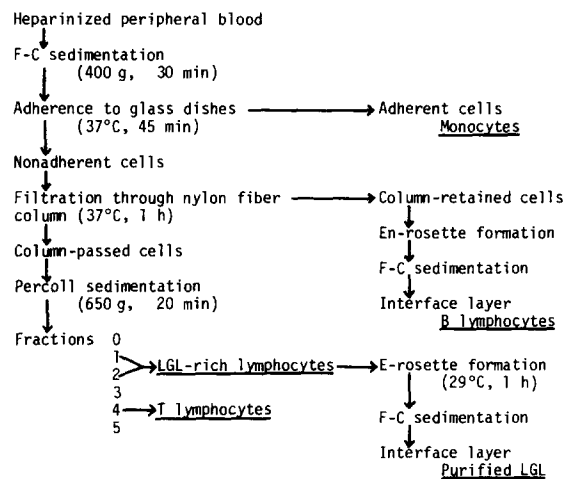 Heparinized peripheral blood
F-C sedimentation
(400 g, 30 min)
Adherence to glass dishes
(37°C, 45 min)
Adherent cells
Monocytes
Nonadherent cells
Filtration through nylon fiber
column (37°C, 1 h)
Column-retained cells
En-rosette formation
F-C sedimentation
Interface layer
B lymphocytes
Column-passed cells
Percoll sedimentation
(650 g, 20 min)
Fractions
0
1
2
3
4
5
LGL-rich lymphocytes
T lymphocytes
E-rosette formation
(29°C, 1 h)
F-C sedimentation
Interface layer
Purified LGL